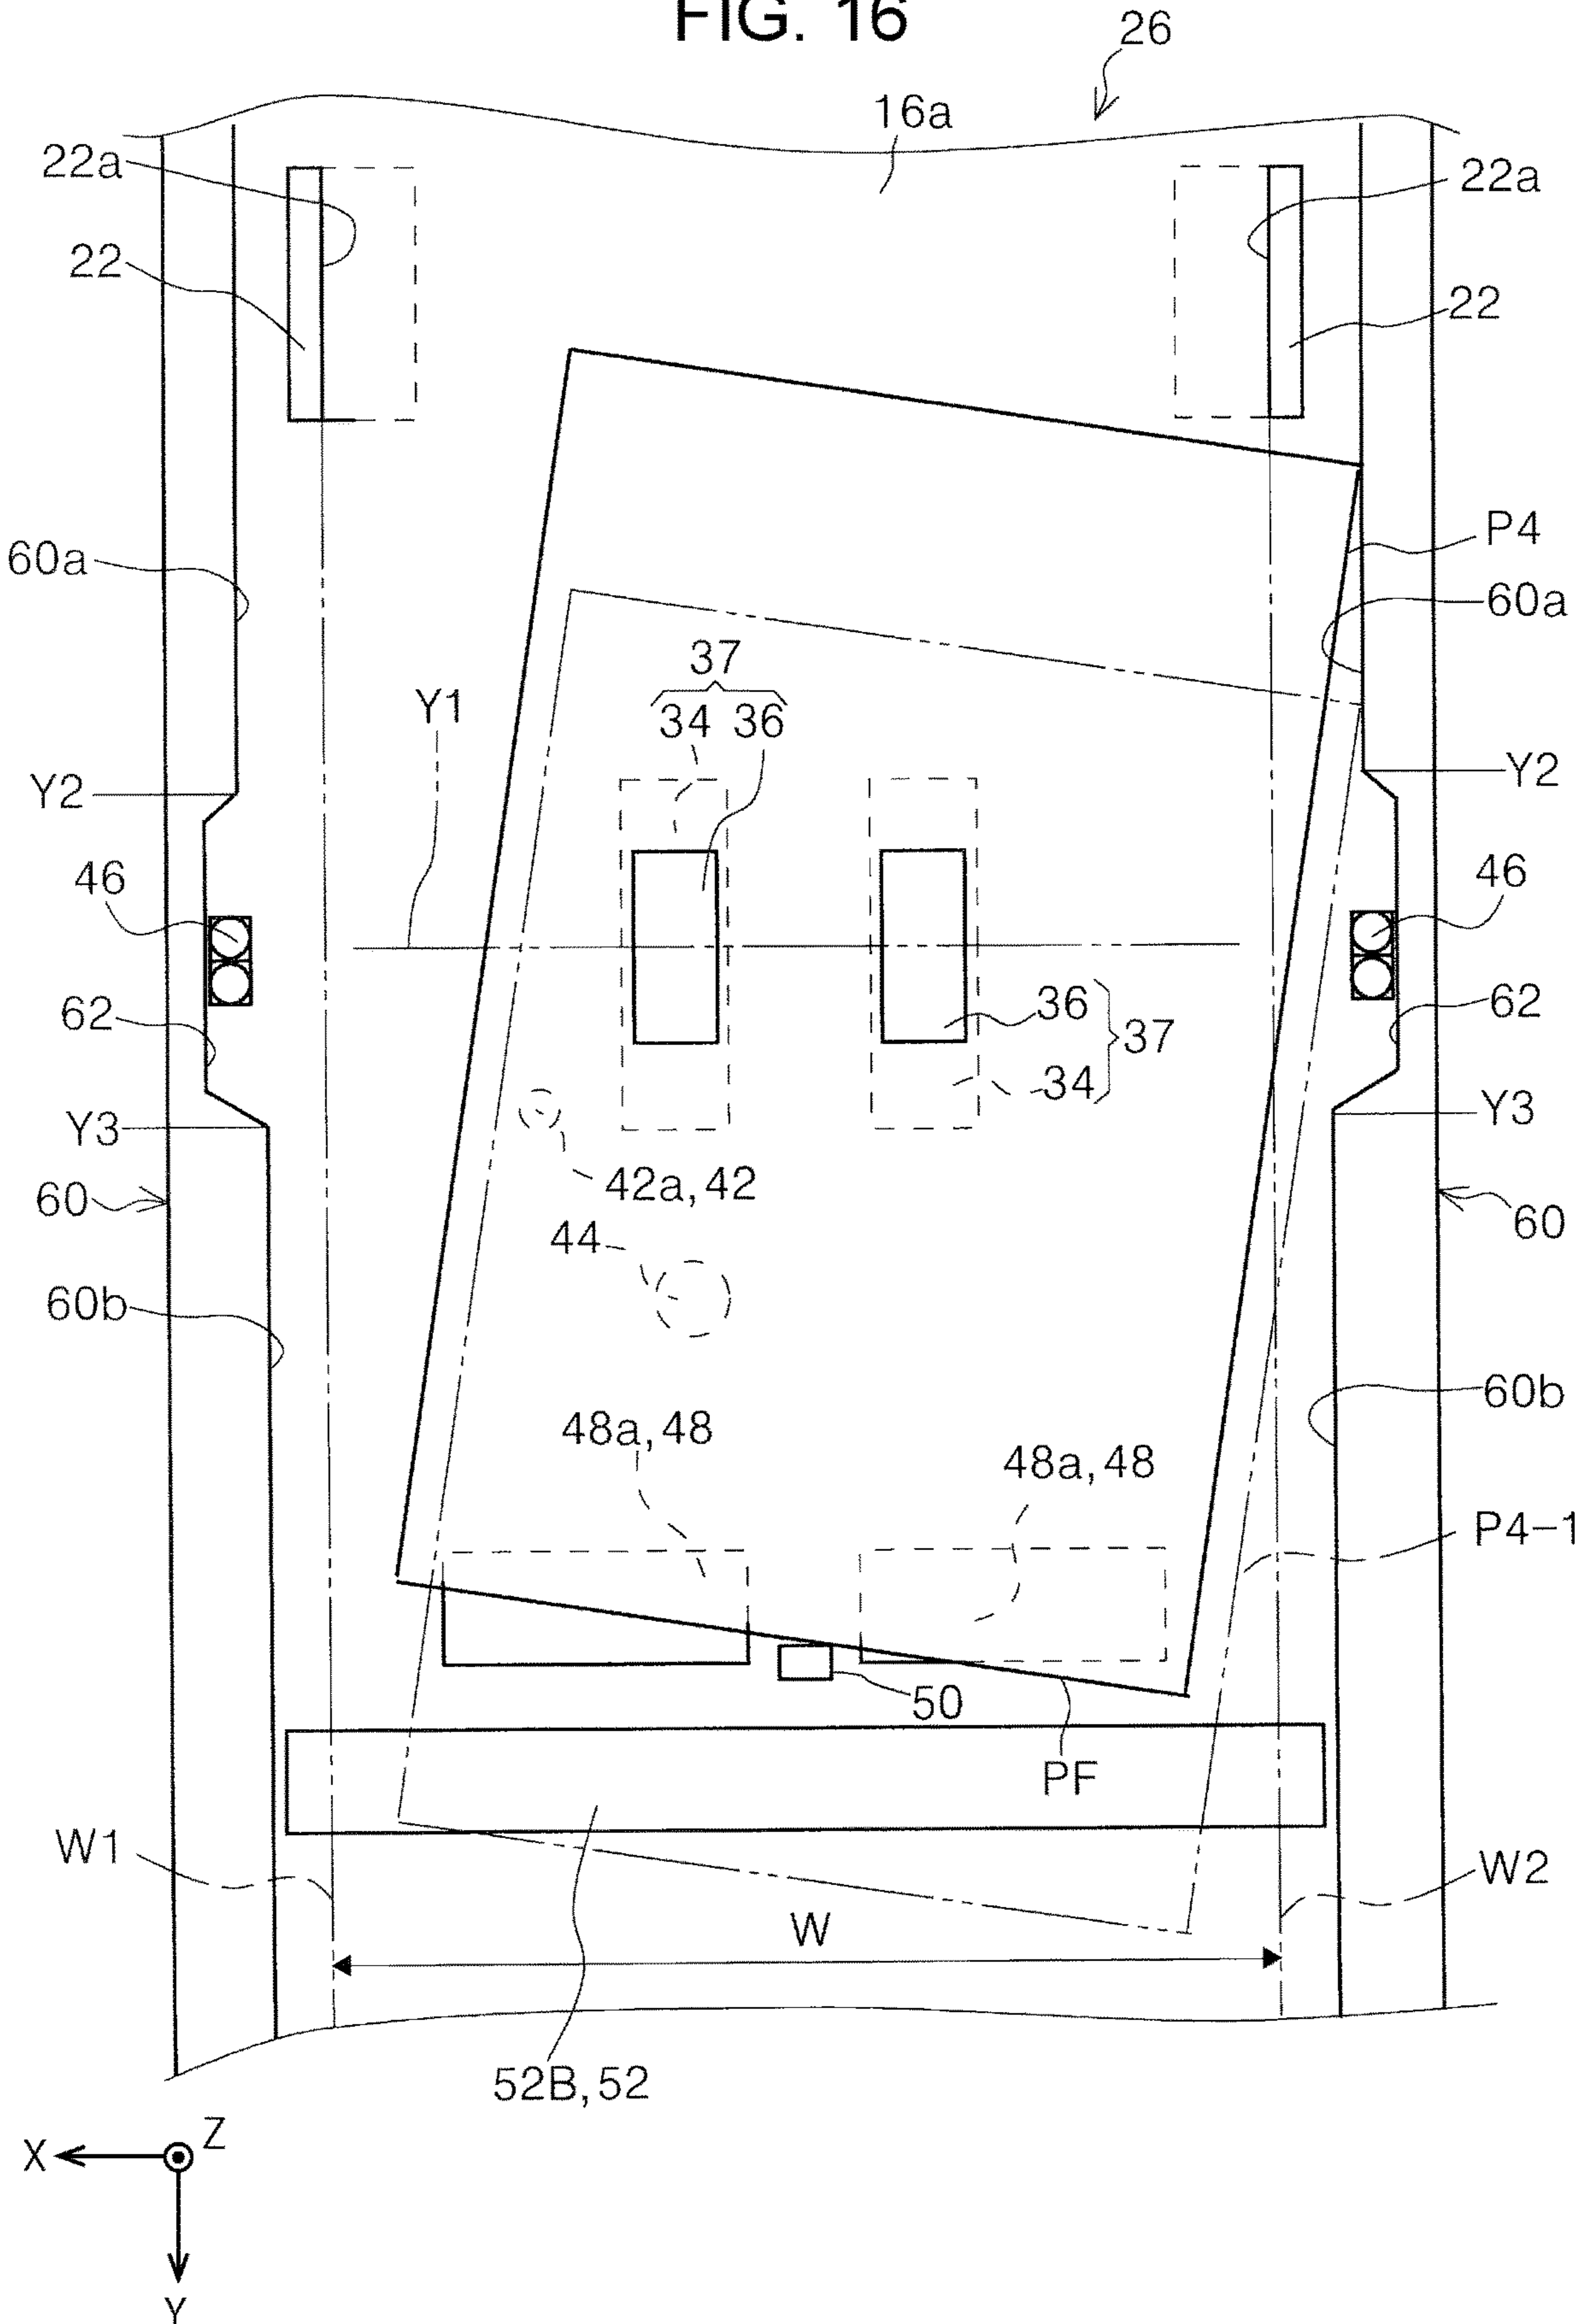 FIG. 16
26
16a
22a
22a
22
22
P4
60a
60a
37
34 36
Y1
Y2
Y2
46
46
36
37
62
62
34
Y3
Y3
42a, 42
60
60
44
60b
60b
48a, 48
48a, 48
P4-1
50
PF
W1
W2
W
52B, 52
Z
X
Y